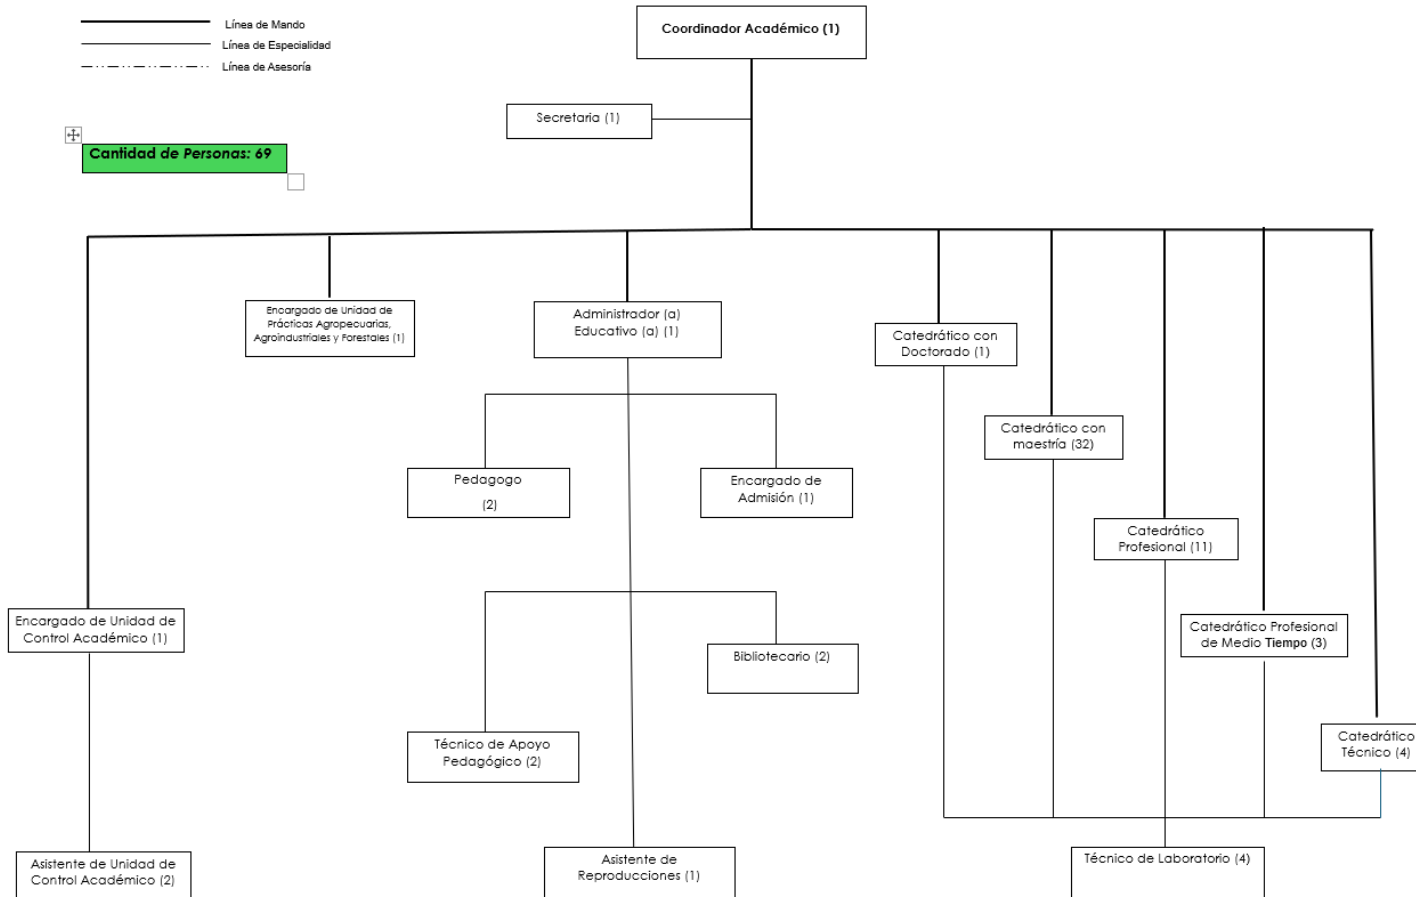 Línea de Mando
Línea de Especialidad
Línea de Asesoría
Coordinador Académico (1)
Secretaria (1)
Cantidad de Personas: 69
Encargado de Unidad de
Prácticas Agropecuarias,
Agroindustriales y Forestales (1)
Administrador (a)
Educativo (a) (1)
Catedrático con
Doctorado (1)
Catedrático con
maestría (32)
Pedagogo
(2)
Encargado de
Admisión (1)
Catedrático
Profesional (11)
Encargado de Unidad de
Control Académico (1)
Catedrático Profesional
de Medio Tiempo (3)
Bibliotecario (2)
Técnico de Apoyo
Pedagógico (2)
Catedrático
Técnico (4)
Asistente de Unidad de
Control Académico (2)
Asistente de
Reproducciones (1)
Técnico de Laboratorio (4)